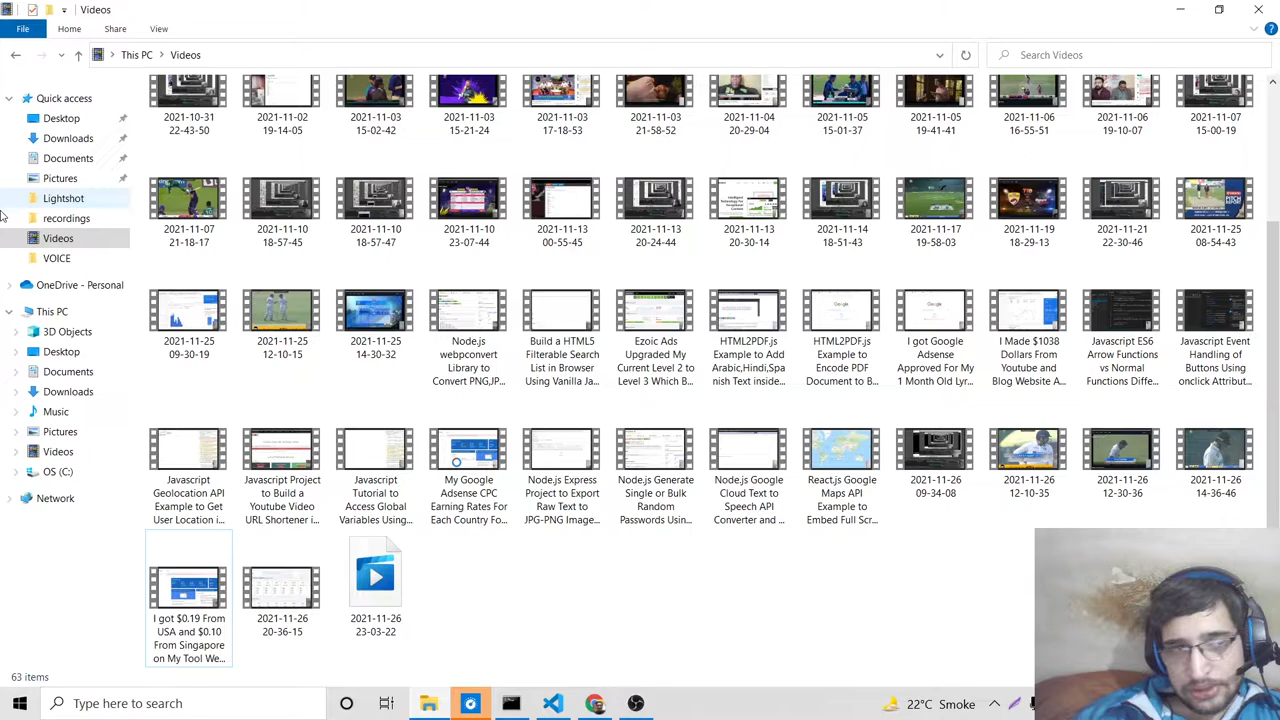 Videos
File
Home
Share
View
This PC
Videos
Search Videos
Quick access
Desktop
Downloads
Documents
Pictures
Lightshot
recordings
Videos
VOICE
OneDrive - Personal
This PC
3D Objects
Desktop
Documents
Downloads
Music
Pictures
Videos
OS (C:)
Network
2021-10-31
22-43-50
2021-11-02
19-14-05
2021-11-03
15-02-42
2021-11-03
15-21-24
2021-11-03
17-18-53
2021-11-03
21-58-52
2021-11-04
20-29-04
2021-11-05
15-01-37
2021-11-05
19-41-41
2021-11-06
16-55-51
2021-11-06
19-10-07
2021-11-07
15-00-19
2021-11-07
21-18-17
2021-11-10
18-57-45
2021-11-10
18-57-47
2021-11-10
23-07-44
2021-11-13
00-55-45
2021-11-13
20-24-44
2021-11-13
20-30-14
2021-11-14
18-51-43
2021-11-17
19-58-03
2021-11-19
18-29-13
2021-11-21
22-30-46
2021-11-25
08-54-43
2021-11-25
09-30-19
2021-11-25
12-10-15
2021-11-25
14-30-32
Node.js
webpconvert
Library to
Convert PNG,JP...
Build a HTML5
Filterable Search
List in Browser
Using Vanilla Ja...
Ezoic Ads
Upgraded My
Current Level 2 to
Level 3 Which B...
HTML2PDF.js
Example to Add
Arabic,Hindi,Spa
nish Text inside...
HTML2PDF.js
Example to
Encode PDF
Document to B...
I got Google
Adsense
Approved For My
1 Month Old Lyr...
I Made $1038
Dollars From
Youtube and
Blog Website A...
Javascript ES6
Arrow Functions
vs Normal
Functions Diffe...
Javascript Event
Handling of
Buttons Using
onclick Attribut...
Javascript
Geolocation API
Example to Get
User Location i...
Javascript Project
to Build a
Youtube Video
URL Shortener i...
Javascript
Tutorial to
Access Global
Variables Using...
My Google
Adsense CPC
Earning Rates For
Each Country Fo...
Node.js Express
Project to Export
Raw Text to
JPG-PNG Image...
Node.js Generate
Single or Bulk
Random
Passwords Usin...
Node.js Google
Cloud Text to
Speech API
Converter and ...
React.js Google
Maps API
Example to
Embed Full Scr...
2021-11-26
09-34-08
2021-11-26
12-10-35
2021-11-26
12-30-36
2021-11-26
14-36-46
I got $0.19 From
USA and $0.10
From Singapore
on My Tool We...
2021-11-26
20-36-15
2021-11-26
23-03-22
63 items
Type here to search
22°C Smoke